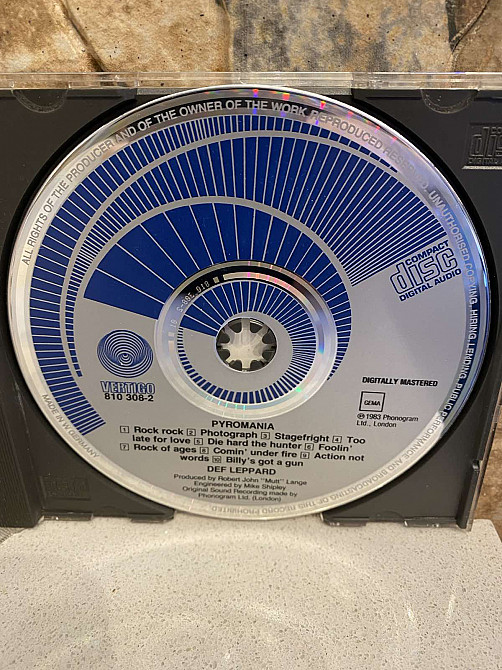 ALL RIGHTS OF THE PRODUCER AND OF THE OWNER OF THE WORK REPRODUCED RESERVED. UNAUTHORISED COPYING, HIRING, LENDING, PUBLIC PERFORMANCE AND BROADCASTING OF THIS RECORD PROHIBITED.
MADE IN W. GERMANY
COMPACT
disc
DIGITAL AUDIO
VERTIGO
810 308-2
DIGITALLY MASTERED
GEMA
℗ 1983 Phonogram
Ltd., London
PYROMANIA
1 Rock rock 2 Photograph 3 Stagefright 4 Too
late for love 5 Die hard the hunter 6 Foolin'
7 Rock of ages 8 Comin' under fire 9 Action not
words 10 Billy's got a gun
DEF LEPPARD
Produced by Robert John "Mutt" Lange
Engineered by Mike Shipley
Original Sound Recording made by
Phonogram Ltd. (London)
disc